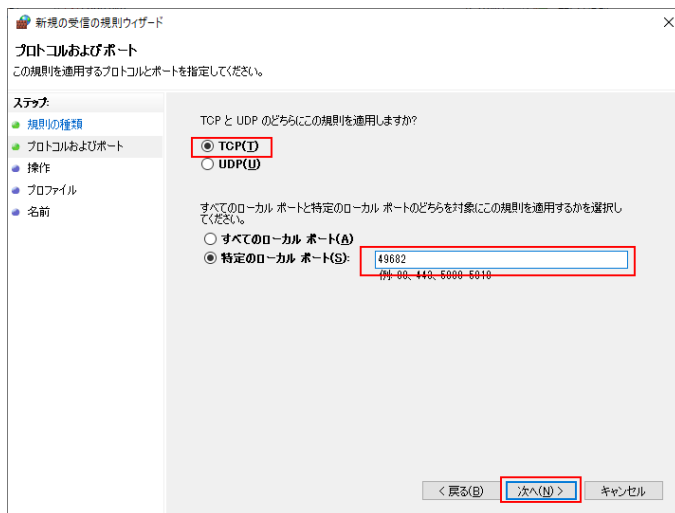 新規の受信の規則ウィザード
プロトコルおよびポート
この規則を適用するプロトコルとポートを指定してください。
ステップ:
規則の種類
プロトコルおよびポート
操作
プロファイル
名前
TCP と UDP のどちらにこの規則を適用しますか?
TCP(T)
UDP(U)
すべてのローカル ポートと特定のローカル ポートのどちらを対象にこの規則を適用するかを選択し
てください。
すべてのローカル ポート(A)
特定のローカル ポート(S):
49682
例: 80、443、5000-5010
< 戻る(B)
次へ(N) >
キャンセル